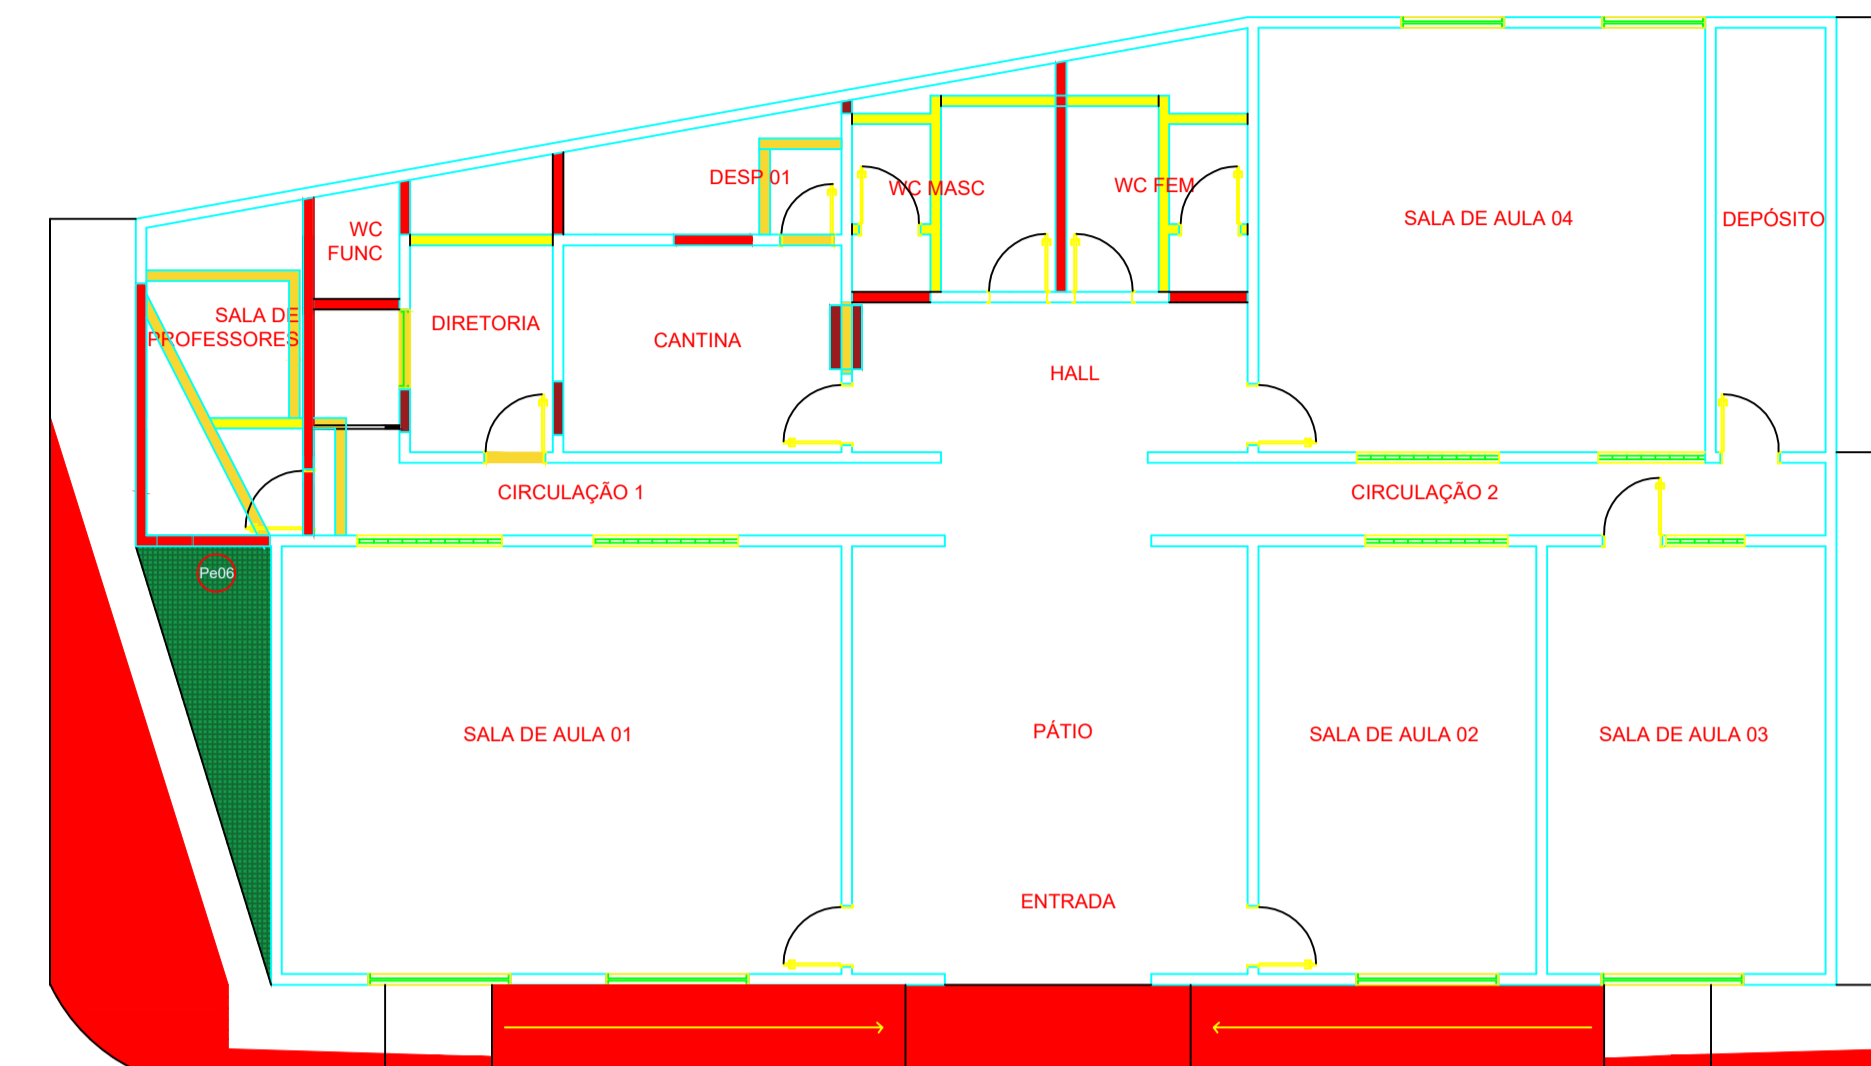 DESP 01
WC MASC
WC FEM
SALA DE AULA 04
DEPÓSITO
WC
FUNC
SALA DE
PROFESSORES
DIRETORIA
CANTINA
HALL
CIRCULAÇÃO 1
CIRCULAÇÃO 2
Pe06
SALA DE AULA 01
PÁTIO
SALA DE AULA 02
SALA DE AULA 03
ENTRADA